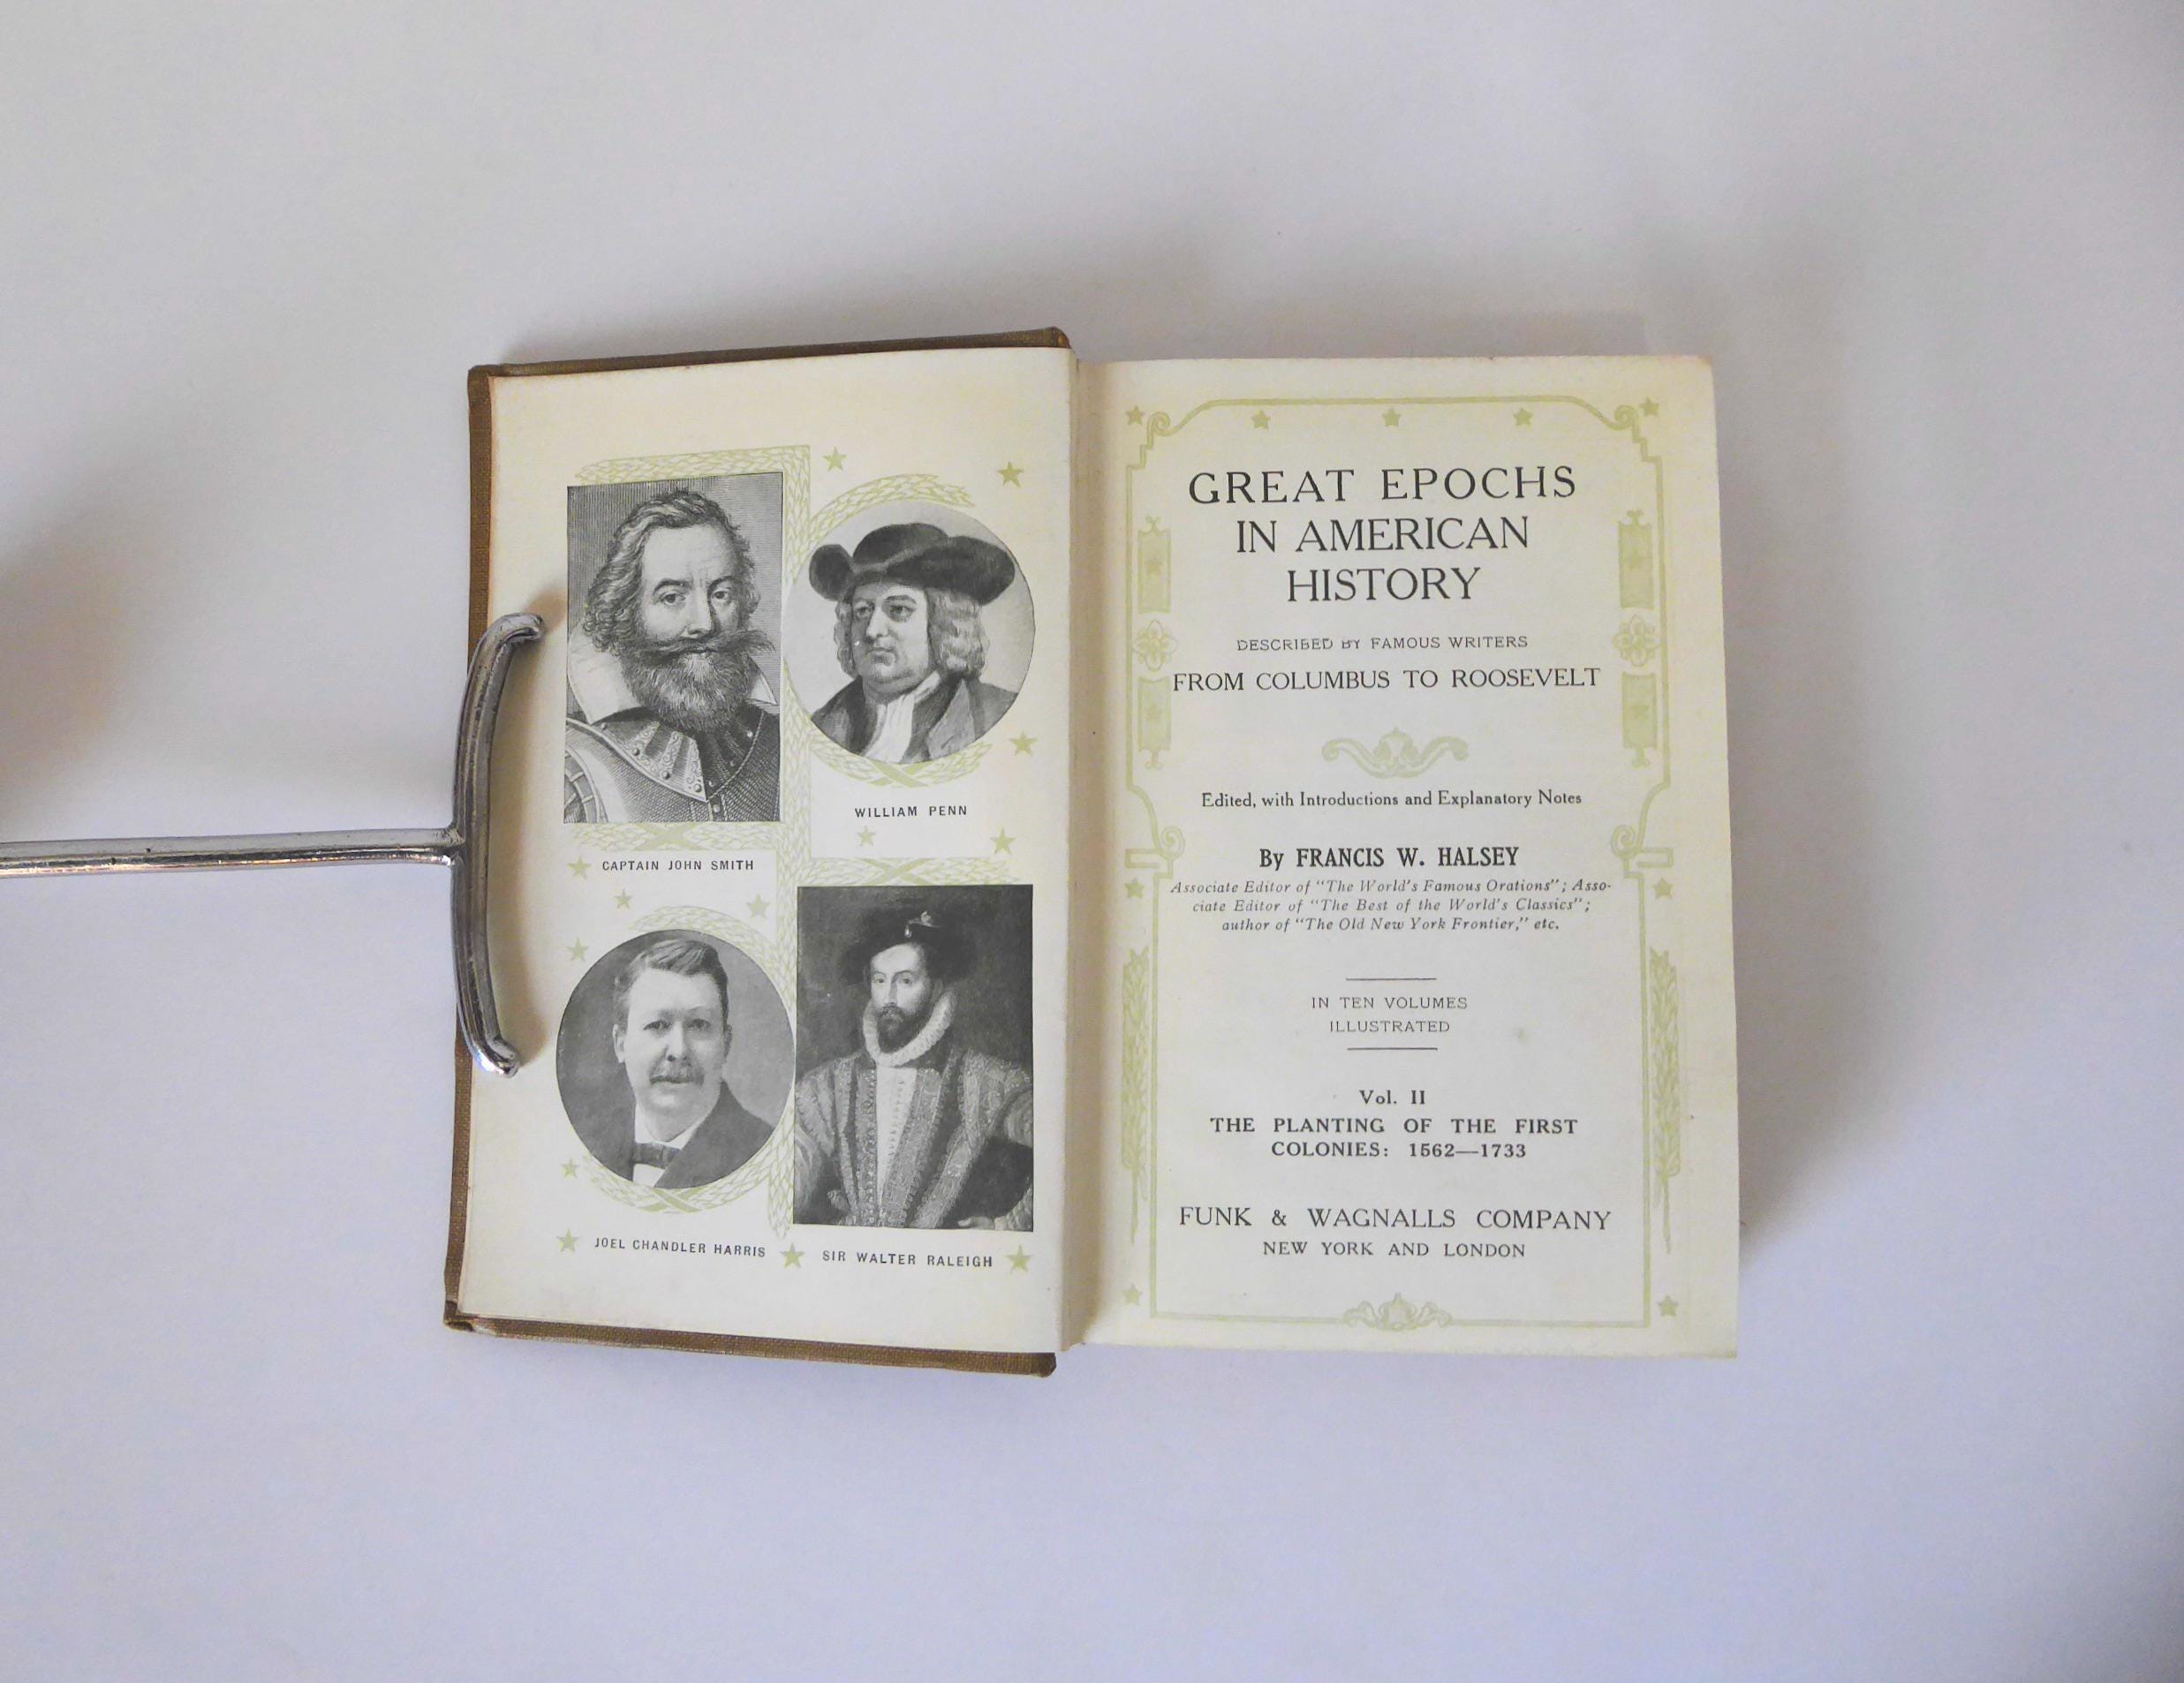 WILLIAM PENN
CAPTAIN JOHN SMITH
JOEL CHANDLER HARRIS
SIR WALTER RALEIGH
GREAT EPOCHS
IN AMERICAN
HISTORY
DESCRIBED BY FAMOUS WRITERS
FROM COLUMBUS TO ROOSEVELT
Edited, with Introductions and Explanatory Notes
By FRANCIS W. HALSEY
Associate Editor of "The World's Famous Orations"; Asso-
ciate Editor of "The Best of the World's Classics";
author of "The Old New York Frontier," etc.
IN TEN VOLUMES
ILLUSTRATED
Vol. II
THE PLANTING OF THE FIRST
COLONIES: 1562—1733
FUNK & WAGNALLS COMPANY
NEW YORK AND LONDON